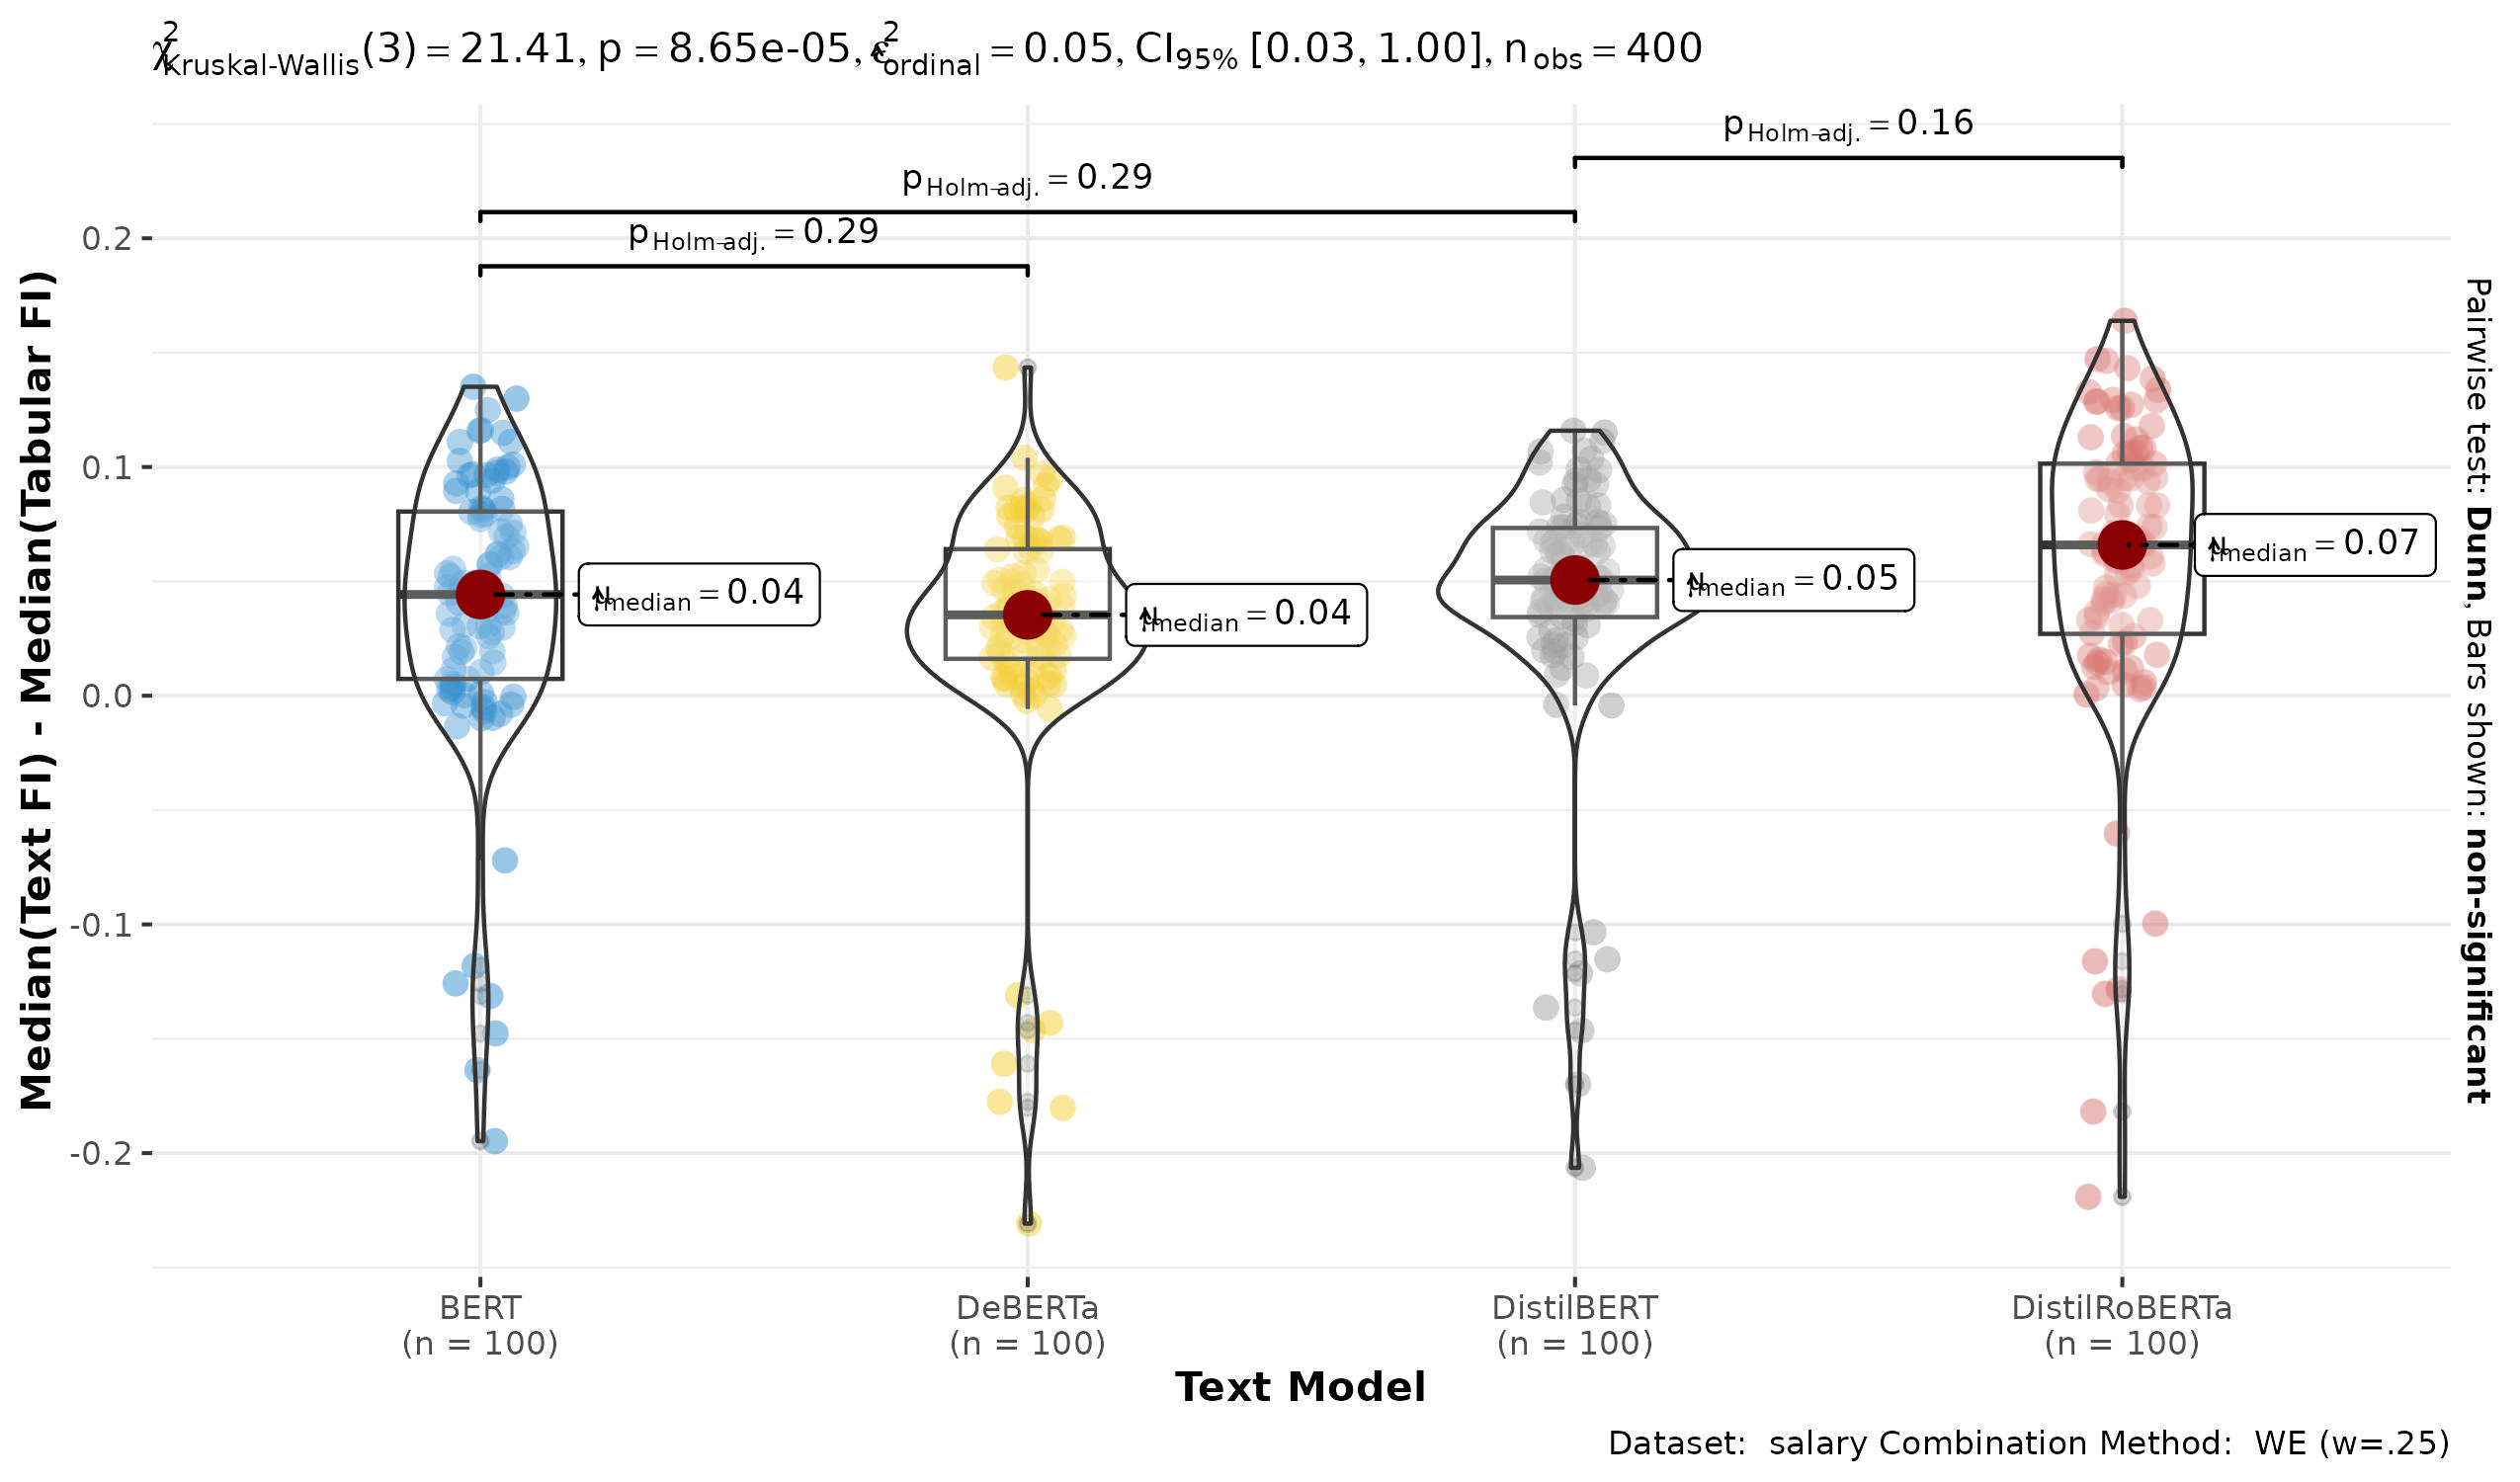 χ̂²Kruskal-Wallis(3) = 21.41, p = 8.65e-05, ε̂²ordinal = 0.05, CI95% [0.03, 1.00], nobs = 400
pHolm-adj. = 0.16
pHolm-adj. = 0.29
pHolm-adj. = 0.29
Median(Text FI) - Median(Tabular FI)
0.2
0.1
0.0
-0.1
-0.2
μ̂median = 0.04
μ̂median = 0.04
μ̂median = 0.05
μ̂median = 0.07
Pairwise test: Dunn, Bars shown: non-significant
BERT
(n = 100)
DeBERTa
(n = 100)
DistilBERT
(n = 100)
DistilRoBERTa
(n = 100)
Text Model
Dataset:  salary Combination Method:  WE (w=.25)